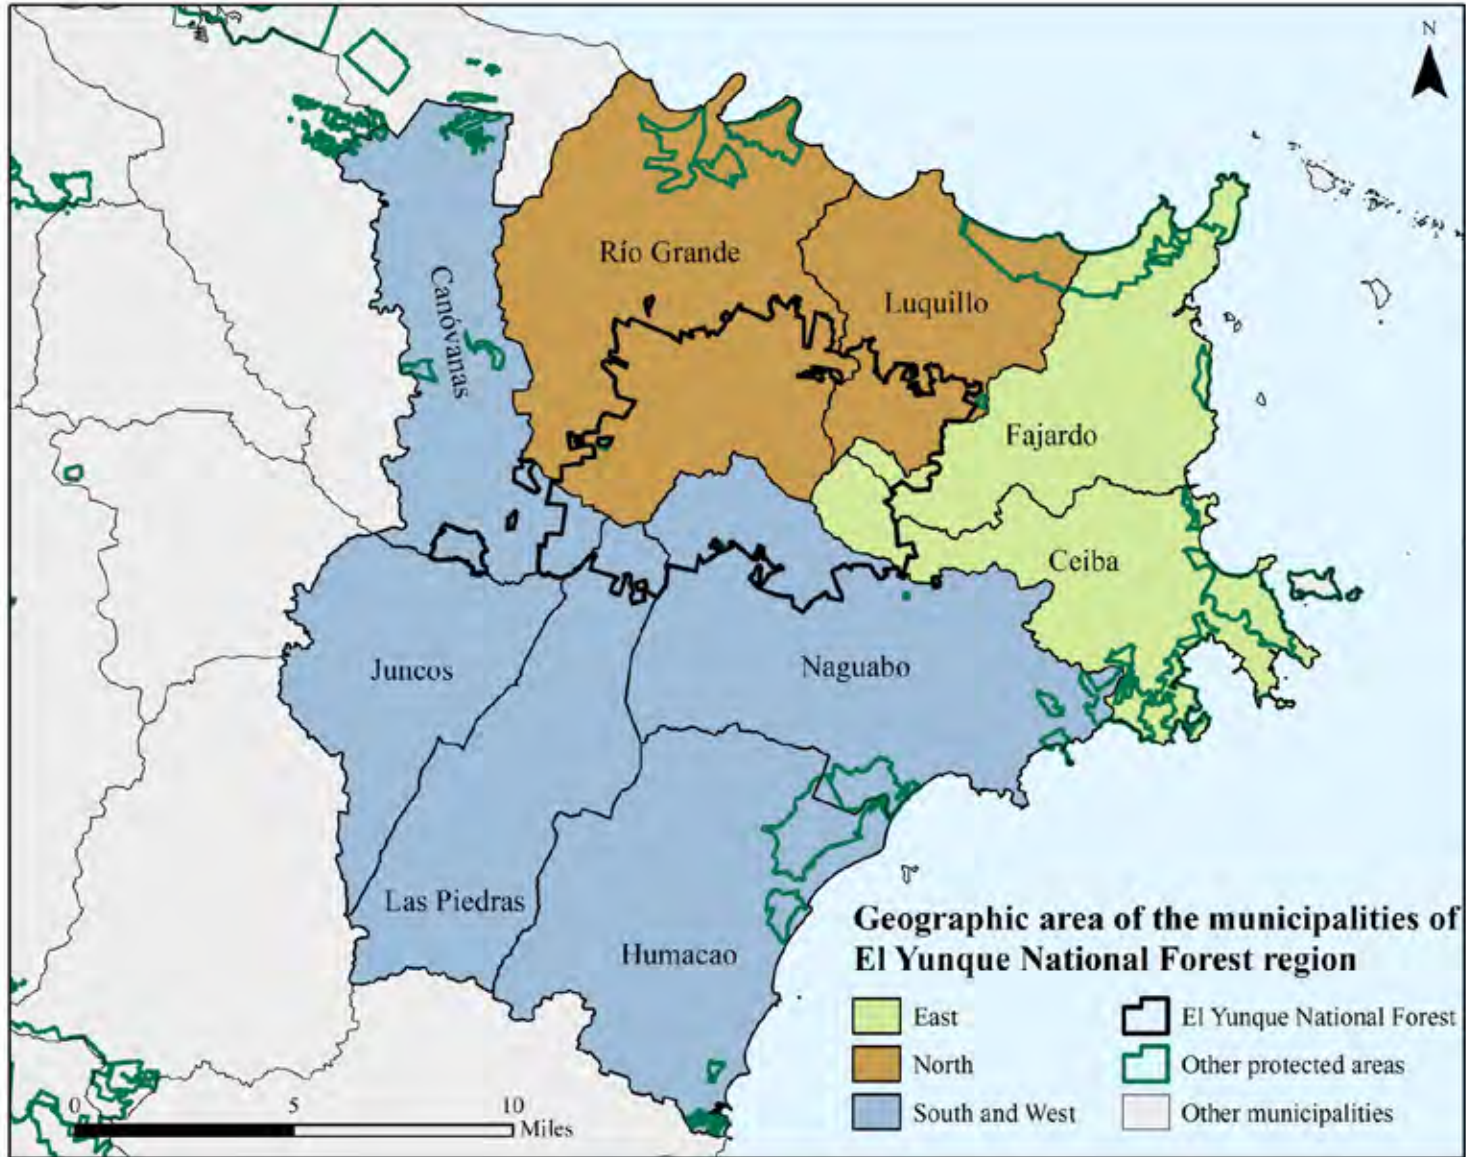 N
Río Grande
Canóvanas
Luquillo
Fajardo
Ceiba
Juncos
Naguabo
Las Piedras
Humacao
Geographic area of the municipalities of
El Yunque National Forest region
East
El Yunque National Forest
North
Other protected areas
South and West
Other municipalities
0 5 10
Miles